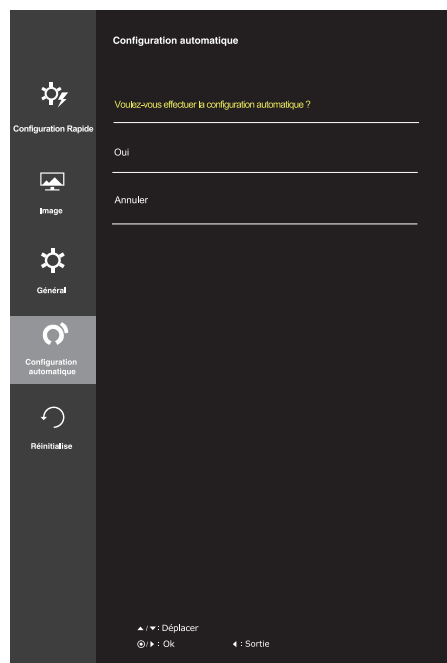 Configuration automatique
Configuration Rapide
Image
Général
Configuration
automatique
Réinitialise
Voulez-vous effectuer la configuration automatique ?
Oui
Annuler
▲/▼: Déplacer
◉/▶ : Ok
◀ : Sortie